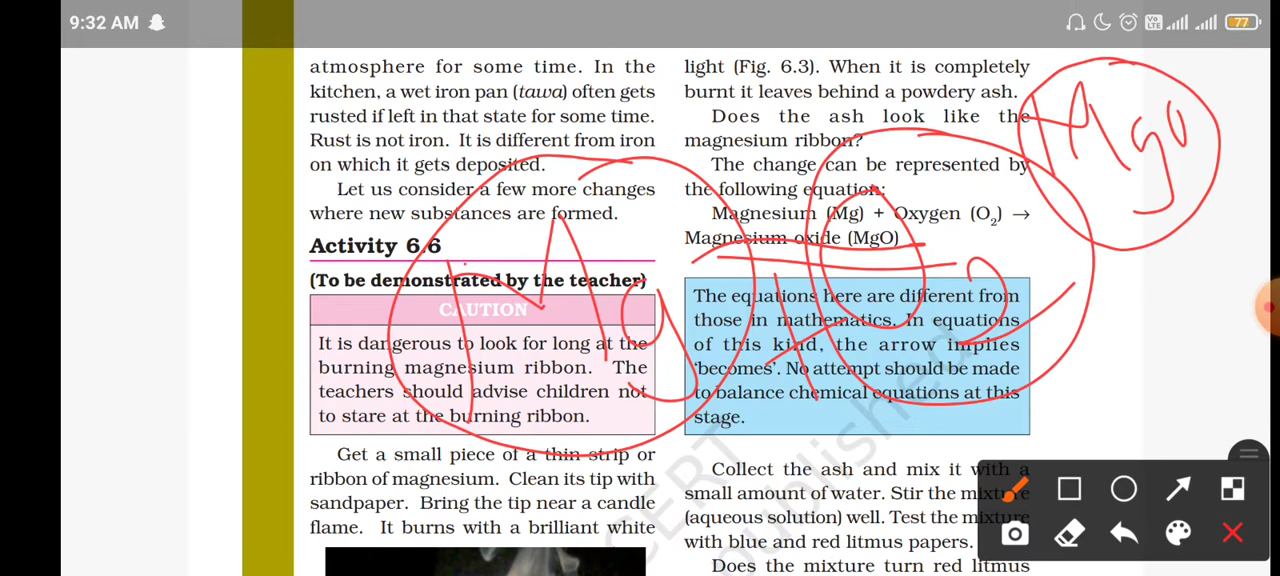 9:32 AM
Vo
LTE
77
atmosphere for some time. In the
kitchen, a wet iron pan (tawa) often gets
rusted if left in that state for some time.
Rust is not iron. It is different from iron
on which it gets deposited.
Let us consider a few more changes
where new substances are formed.
Activity 6.6
(To be demonstrated by the teacher)
CAUTION
It is dangerous to look for long at the
burning magnesium ribbon. The
teachers should advise children not
to stare at the burning ribbon.
Get a small piece of a thin strip or
ribbon of magnesium. Clean its tip with
sandpaper. Bring the tip near a candle
flame. It burns with a brilliant white
light (Fig. 6.3). When it is completely
burnt it leaves behind a powdery ash.
Does the ash look like the
magnesium ribbon?
The change can be represented by
the following equation:
Magnesium (Mg) + Oxygen (O₂) →
Magnesium oxide (MgO)
The equations here are different from
those in mathematics. In equations
of this kind, the arrow implies
‘becomes’. No attempt should be made
to balance chemical equations at this
stage.
Collect the ash and mix it with a
small amount of water. Stir the mixture
(aqueous solution) well. Test the mixture
with blue and red litmus papers.
Does the mixture turn red litmus
Mg
+
O2
MgO
published